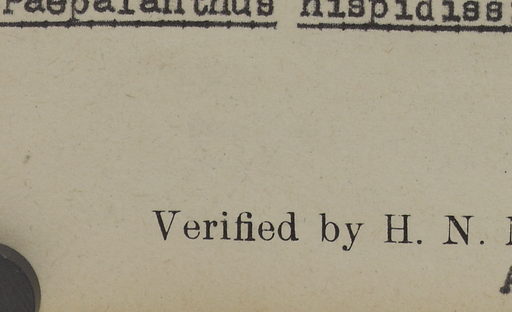 Paepalanthus hispidiss
Verified by H. N.